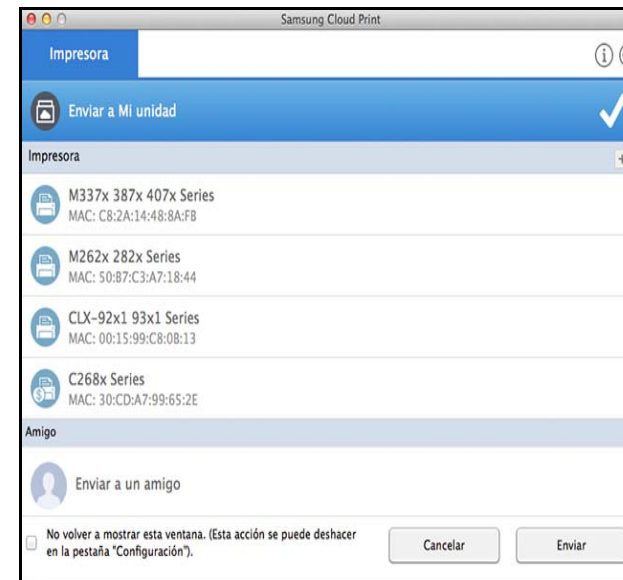 Samsung Cloud Print
Impresora
Enviar a Mi unidad
Impresora
M337x 387x 407x Series
MAC: C8:2A:14:48:8A:FB
M262x 282x Series
MAC: 50:B7:C3:A7:18:44
CLX-92x1 93x1 Series
MAC: 00:15:99:C8:0B:13
C268x Series
MAC: 30:CD:A7:99:65:2E
Amigo
Enviar a un amigo
No volver a mostrar esta ventana. (Esta acción se puede deshacer
en la pestaña "Configuración").
Cancelar
Enviar